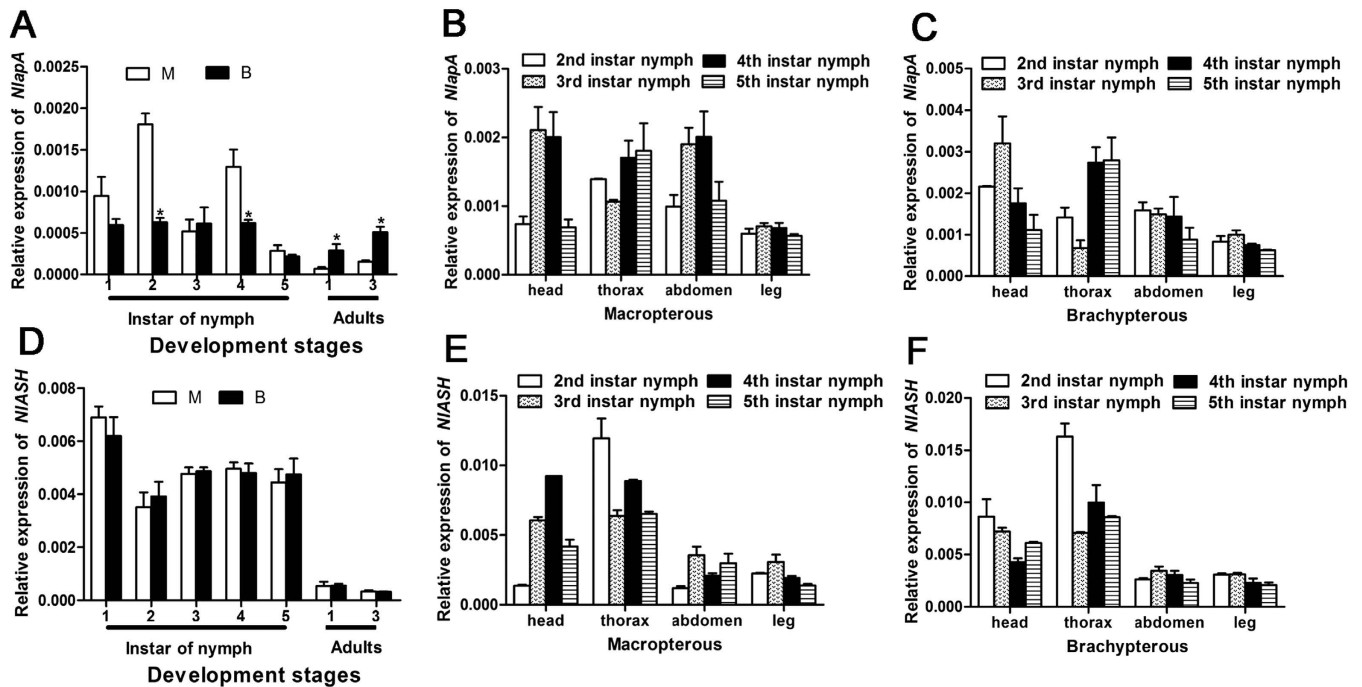 A
Relative expression of NlapA
M B
0.0025
0.0020
0.0015
0.0010
0.0005
0.0000
* * * *
1 2 3 4 5 1 3
Instar of nymph Adults
Development stages
B
Relative expression of NlapA
2nd instar nymph 4th instar nymph
3rd instar nymph 5th instar nymph
0.003
0.002
0.001
0.000
head thorax abdomen leg
Macropterous
C
Relative expression of NlapA
2nd instar nymph 4th instar nymph
3rd instar nymph 5th instar nymph
0.005
0.004
0.003
0.002
0.001
0.000
head thorax abdomen leg
Brachypterous
D
Relative expression of NlASH
M B
0.008
0.006
0.004
0.002
0.000
1 2 3 4 5 1 3
Instar of nymph Adults
Development stages
E
Relative expression of NlASH
2nd instar nymph 4th instar nymph
3rd instar nymph 5th instar nymph
0.015
0.010
0.005
0.000
head thorax abdomen leg
Macropterous
F
Relative expression of NlASH
2nd instar nymph 4th instar nymph
3rd instar nymph 5th instar nymph
0.020
0.015
0.010
0.005
0.000
head thorax abdomen leg
Brachypterous